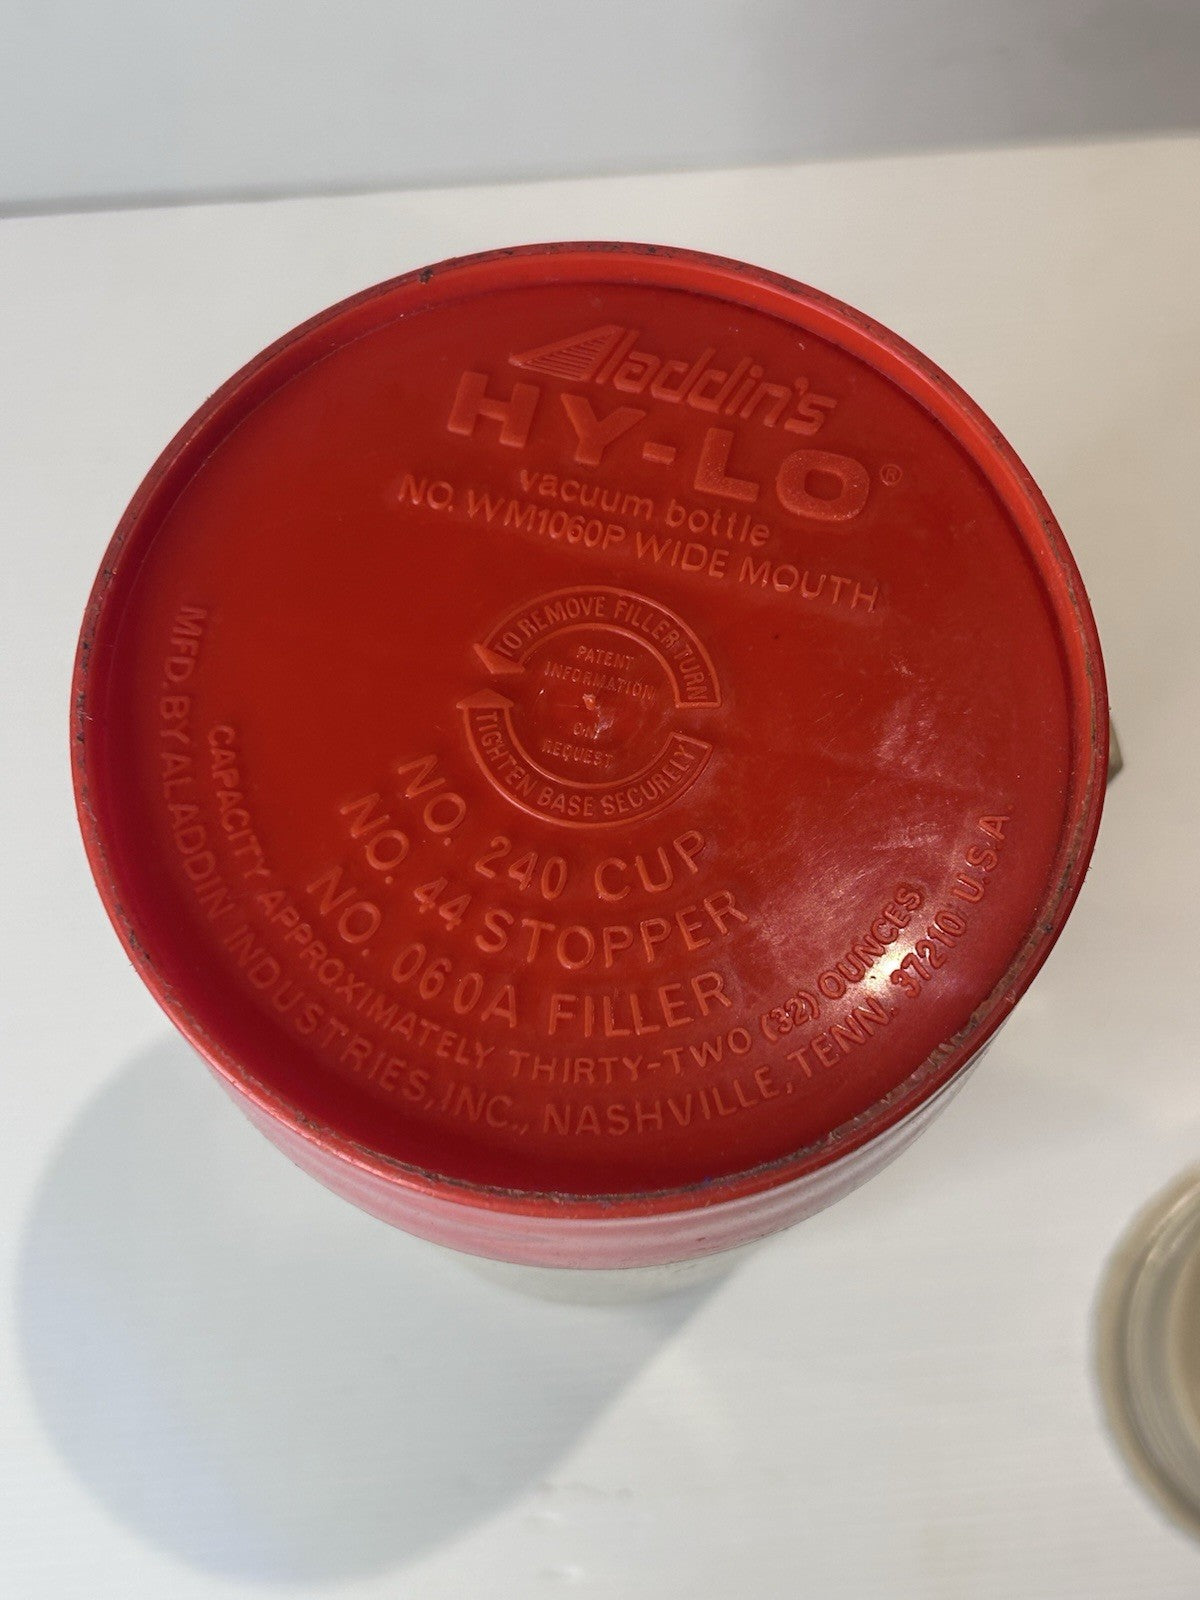 Aladdin's
HY-LO®
vacuum bottle
NO. WM1060P WIDE MOUTH
TO REMOVE FILLER TURN
PATENT
INFORMATION
ON
REQUEST
TIGHTEN BASE SECURELY
NO. 240 CUP
NO. 44 STOPPER
NO. 060A FILLER
CAPACITY APPROXIMATELY THIRTY-TWO (32) OUNCES
MFD. BY ALADDIN INDUSTRIES, INC., NASHVILLE, TENN. 37210 U.S.A.